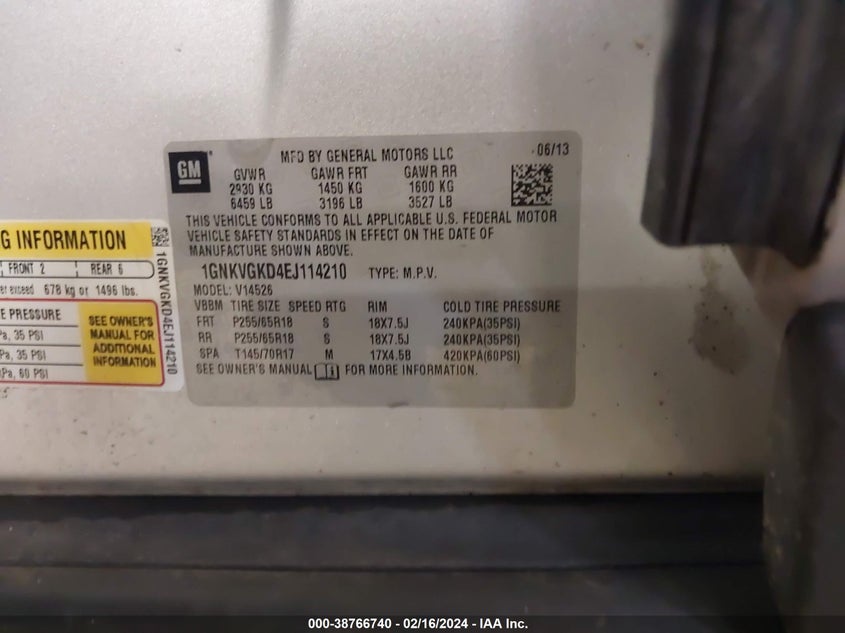 GM
MFD BY GENERAL MOTORS LLC 06/13
GVWR GAWR FRT GAWR RR
2930 KG 1450 KG 1600 KG
6459 LB 3196 LB 3527 LB
THIS VEHICLE CONFORMS TO ALL APPLICABLE U.S. FEDERAL MOTOR
VEHICLE SAFETY STANDARDS IN EFFECT ON THE DATE OF
MANUFACTURE SHOWN ABOVE.
1GNKVGKD4EJ114210 TYPE: M.P.V.
MODEL: V14526
VBBM TIRE SIZE SPEED RTG RIM COLD TIRE PRESSURE
FRT P255/65R18 S 18X7.5J 240KPA(35PSI)
RR P255/65R18 S 18X7.5J 240KPA(35PSI)
SPA T145/70R17 M 17X4.5B 420KPA(60PSI)
SEE OWNER'S MANUAL FOR MORE INFORMATION.
G INFORMATION
FRONT 2 REAR 6
exceed 678 kg or 1496 lbs.
E PRESSURE
Pa, 35 PSI
Pa, 35 PSI
Pa, 60 PSI
SEE OWNER'S
MANUAL FOR
ADDITIONAL
INFORMATION
1GNKVGKD4EJ114210
000-38766740 - 02/16/2024 - IAA Inc.